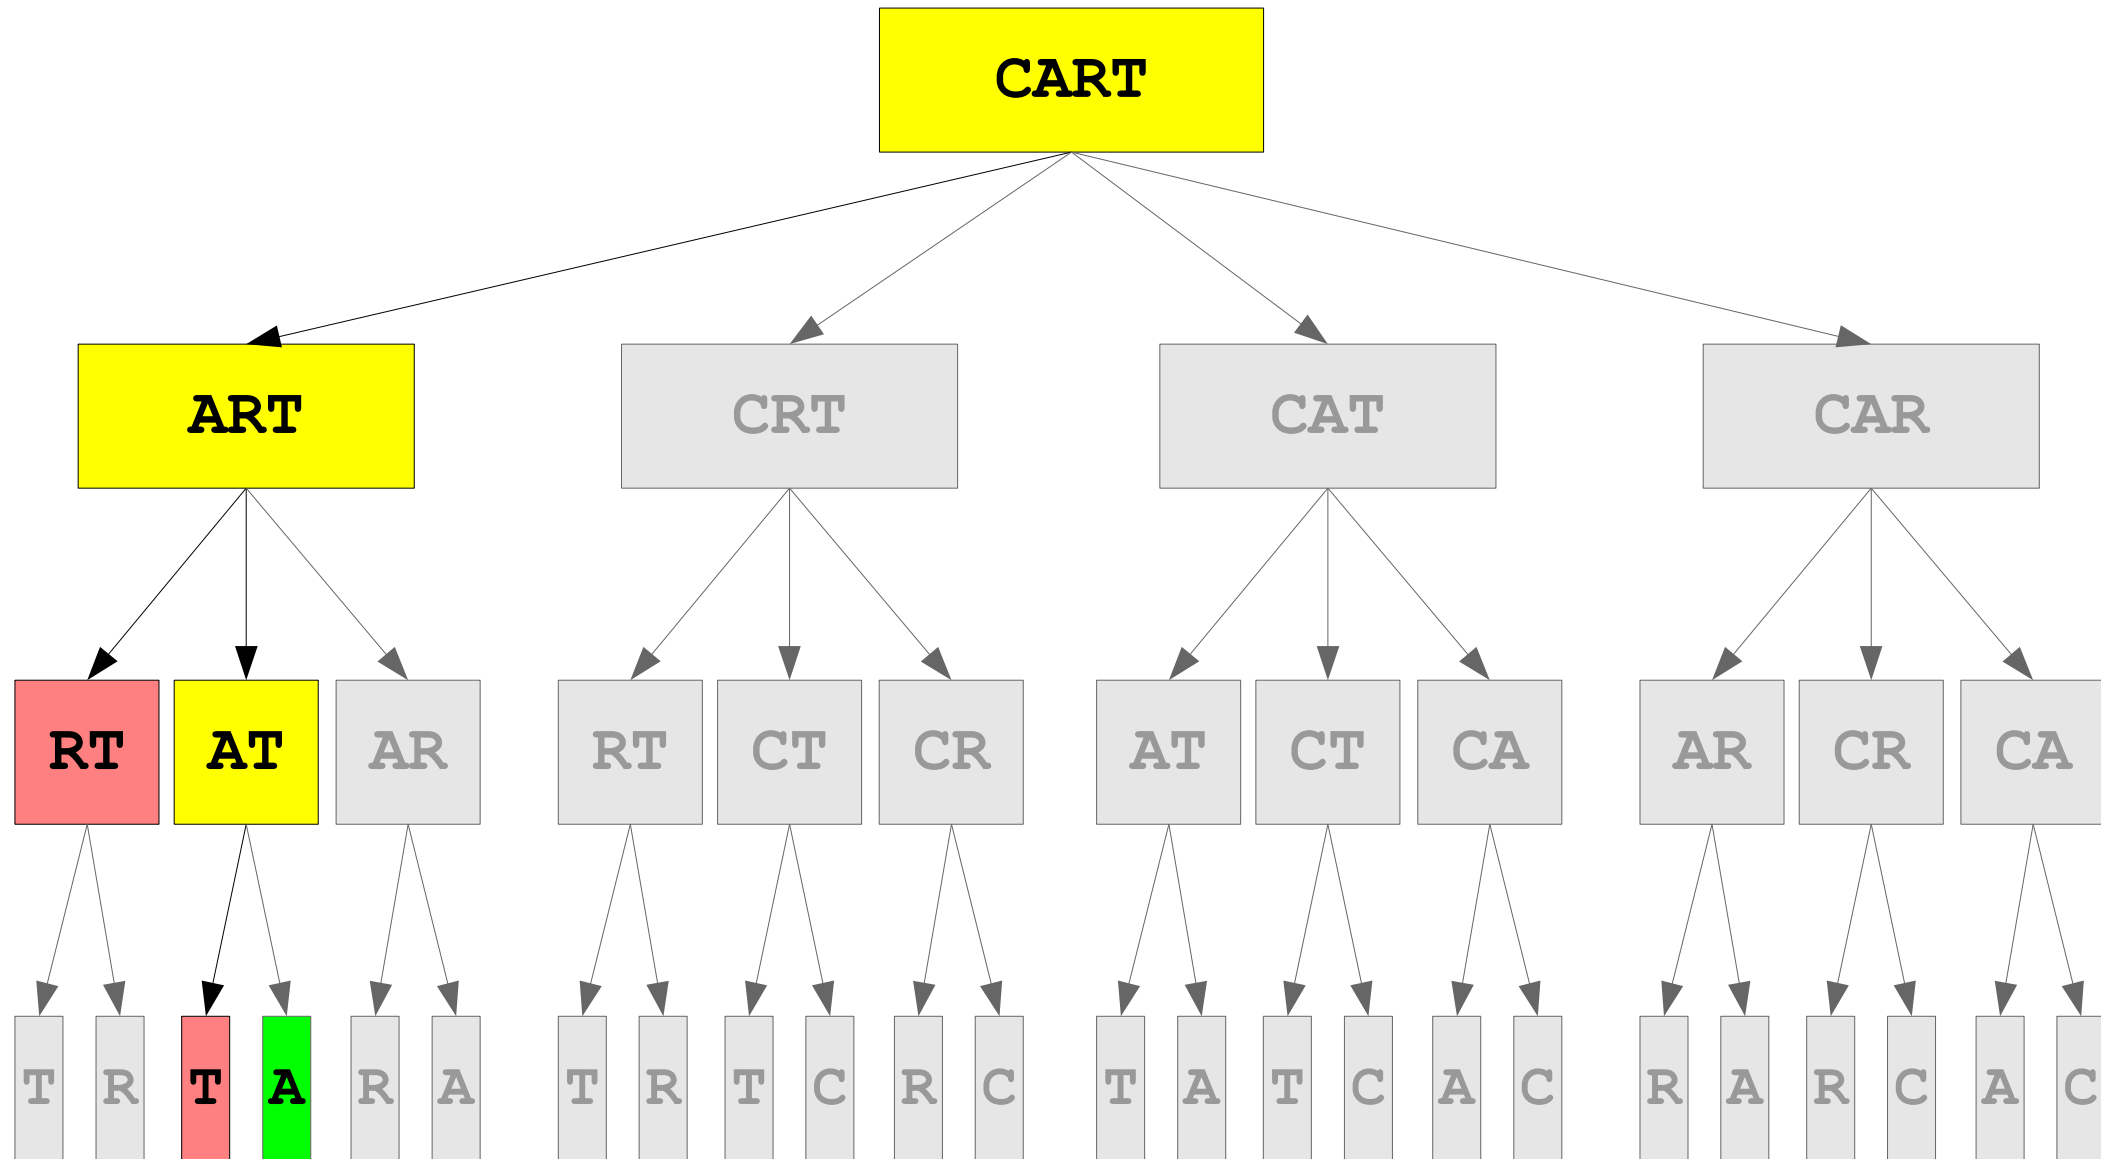 CART
ART CRT CAT CAR
RT AT AR RT CT CR AT CT CA AR CR CA
T R T A R A T R T C R C T A T C A C R A R C A C